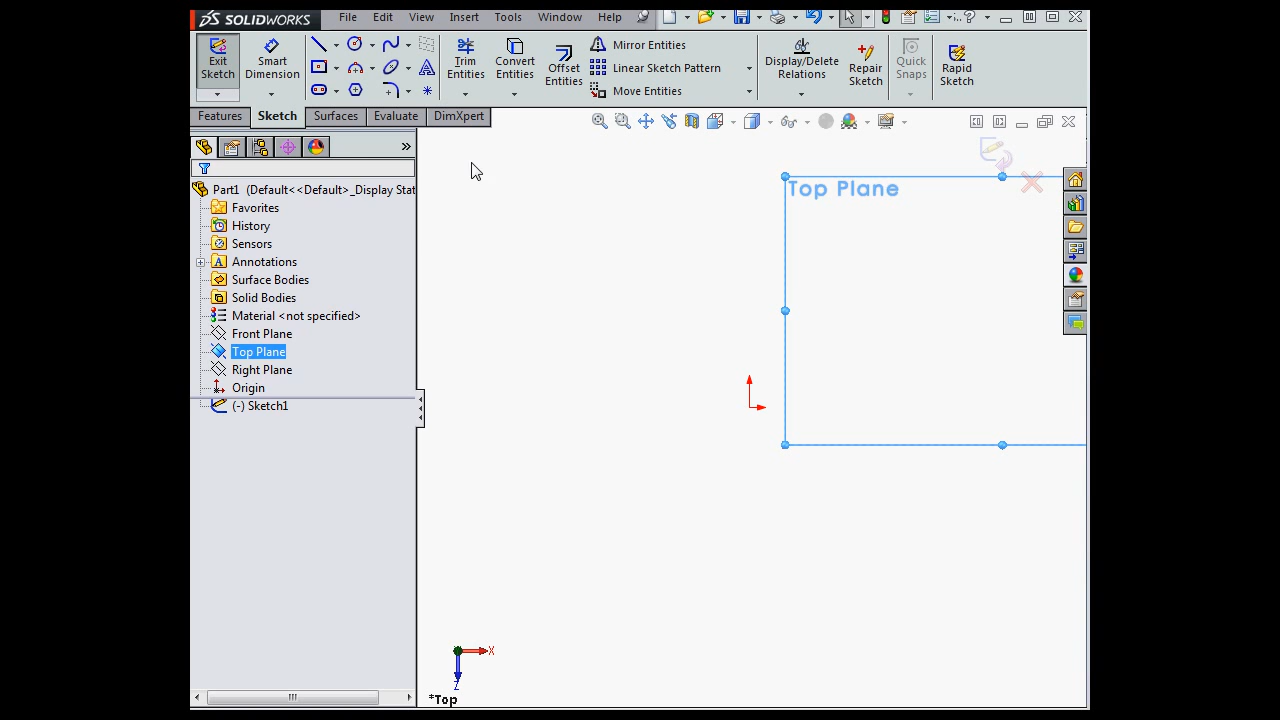 SOLIDWORKS File Edit View Insert Tools Window Help
Exit Sketch
Smart Dimension
Trim Entities
Convert Entities
Offset Entities
Mirror Entities
Linear Sketch Pattern
Move Entities
Display/Delete Relations
Repair Sketch
Quick Snaps
Rapid Sketch
Features Sketch Surfaces Evaluate DimXpert
Part1 (Default<<Default>_Display Stat
Favorites
History
Sensors
Annotations
Surface Bodies
Solid Bodies
Material <not specified>
Front Plane
Top Plane
Right Plane
Origin
(-) Sketch1
Top Plane
X
Z
*Top